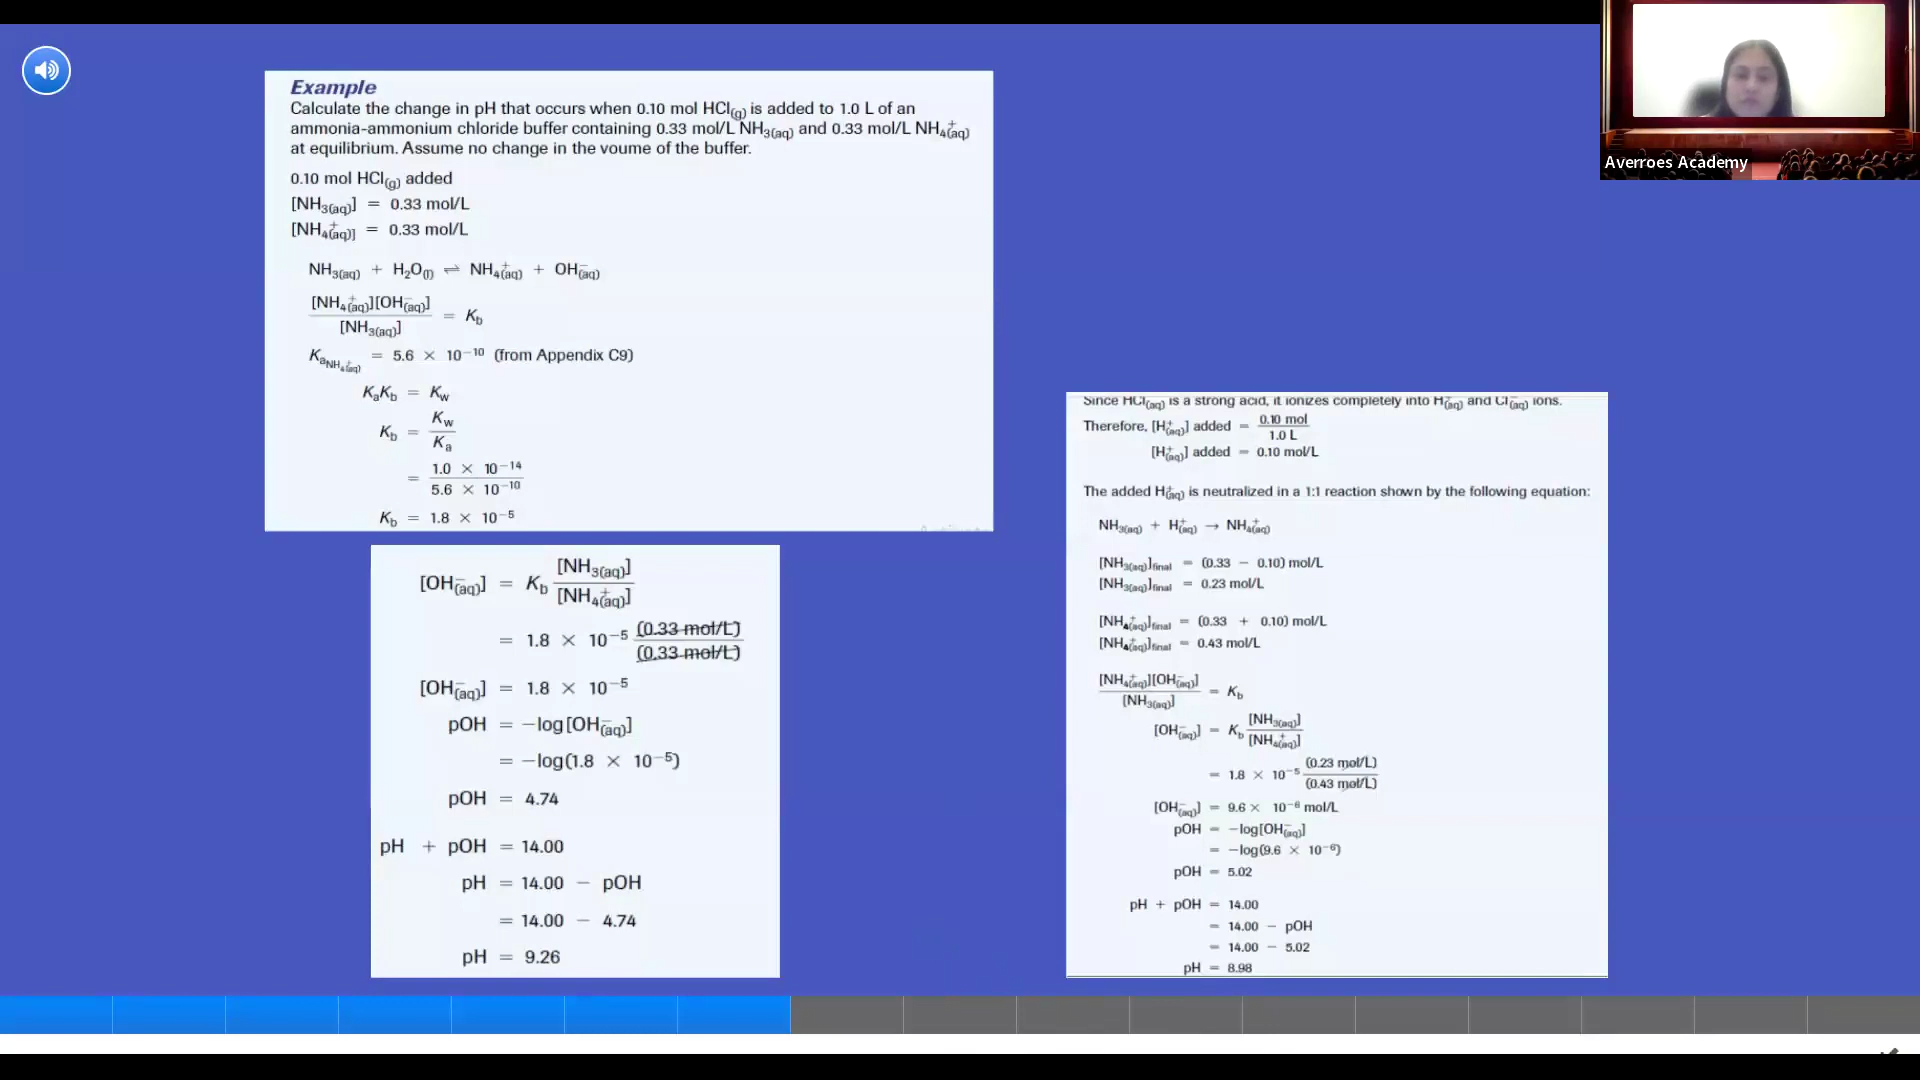 Example
Calculate the change in pH that occurs when 0.10 mol HCl(g) is added to 1.0 L of an
ammonia-ammonium chloride buffer containing 0.33 mol/L NH3(aq) and 0.33 mol/L NH4+(aq)
at equilibrium. Assume no change in the voume of the buffer.
0.10 mol HCl(g) added
[NH3(aq)] = 0.33 mol/L
[NH4+(aq)] = 0.33 mol/L
NH3(aq) + H2O(l) ⇌ NH4+(aq) + OH−(aq)
[NH4+(aq)][OH−(aq)] / [NH3(aq)] = Kb
KaNH4+(aq) = 5.6 × 10−10 (from Appendix C9)
KaKb = Kw
Kb = Kw / Ka
= 1.0 × 10−14 / 5.6 × 10−10
Kb = 1.8 × 10−5
[OH−(aq)] = Kb [NH3(aq)] / [NH4+(aq)]
= 1.8 × 10−5 (0.33 mol/L) / (0.33 mol/L)
[OH−(aq)] = 1.8 × 10−5
pOH = −log[OH−(aq)]
= −log(1.8 × 10−5)
pOH = 4.74
pH + pOH = 14.00
pH = 14.00 − pOH
= 14.00 − 4.74
pH = 9.26
Since HCl(aq) is a strong acid, it ionizes completely into H+(aq) and Cl−(aq) ions.
Therefore, [H+(aq)] added = 0.10 mol / 1.0 L
[H+(aq)] added = 0.10 mol/L
The added H+(aq) is neutralized in a 1:1 reaction shown by the following equation:
NH3(aq) + H+(aq) → NH4+(aq)
[NH3(aq)]final = (0.33 − 0.10) mol/L
[NH3(aq)]final = 0.23 mol/L
[NH4+(aq)]final = (0.33 + 0.10) mol/L
[NH4+(aq)]final = 0.43 mol/L
[NH4+(aq)][OH−(aq)] / [NH3(aq)] = Kb
[OH−(aq)] = Kb [NH3(aq)] / [NH4+(aq)]
= 1.8 × 10−5 (0.23 mol/L) / (0.43 mol/L)
[OH−(aq)] = 9.6 × 10−6 mol/L
pOH = −log[OH−(aq)]
= −log(9.6 × 10−6)
pOH = 5.02
pH + pOH = 14.00
= 14.00 − pOH
= 14.00 − 5.02
pH = 8.98
Averroes Academy